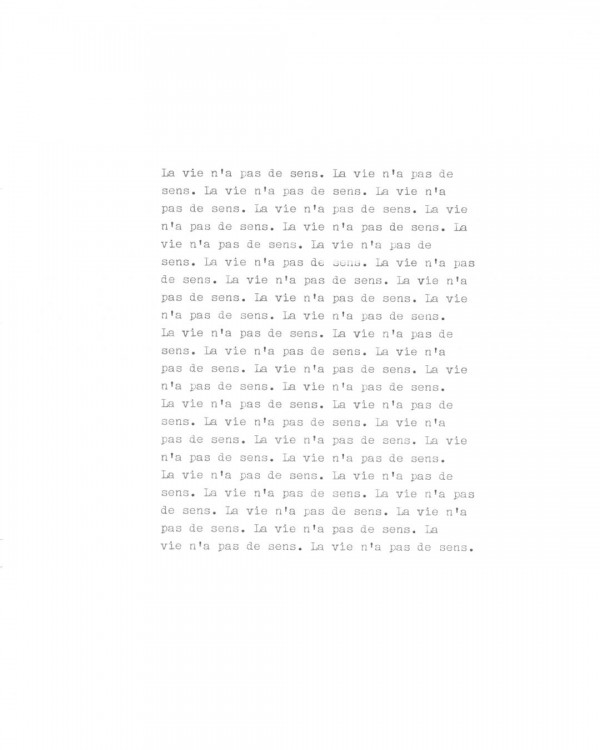 La vie n'a pas de sens. La vie n'a pas de
sens. La vie n'a pas de sens. La vie n'a
pas de sens. La vie n'a pas de sens. La vie
n'a pas de sens. La vie n'a pas de sens. La
vie n'a pas de sens. La vie n'a pas de
sens. La vie n'a pas de sens. La vie n'a pas
de sens. La vie n'a pas de sens. La vie n'a
pas de sens. La vie n'a pas de sens. La vie
n'a pas de sens. La vie n'a pas de sens.
La vie n'a pas de sens. La vie n'a pas de
sens. La vie n'a pas de sens. La vie n'a
pas de sens. La vie n'a pas de sens. La vie
n'a pas de sens. La vie n'a pas de sens.
La vie n'a pas de sens. La vie n'a pas de
sens. La vie n'a pas de sens. La vie n'a
pas de sens. La vie n'a pas de sens. La vie
n'a pas de sens. La vie n'a pas de sens.
La vie n'a pas de sens. La vie n'a pas de
sens. La vie n'a pas de sens. La vie n'a pas
de sens. La vie n'a pas de sens. La vie n'a
pas de sens. La vie n'a pas de sens. La
vie n'a pas de sens. La vie n'a pas de sens.